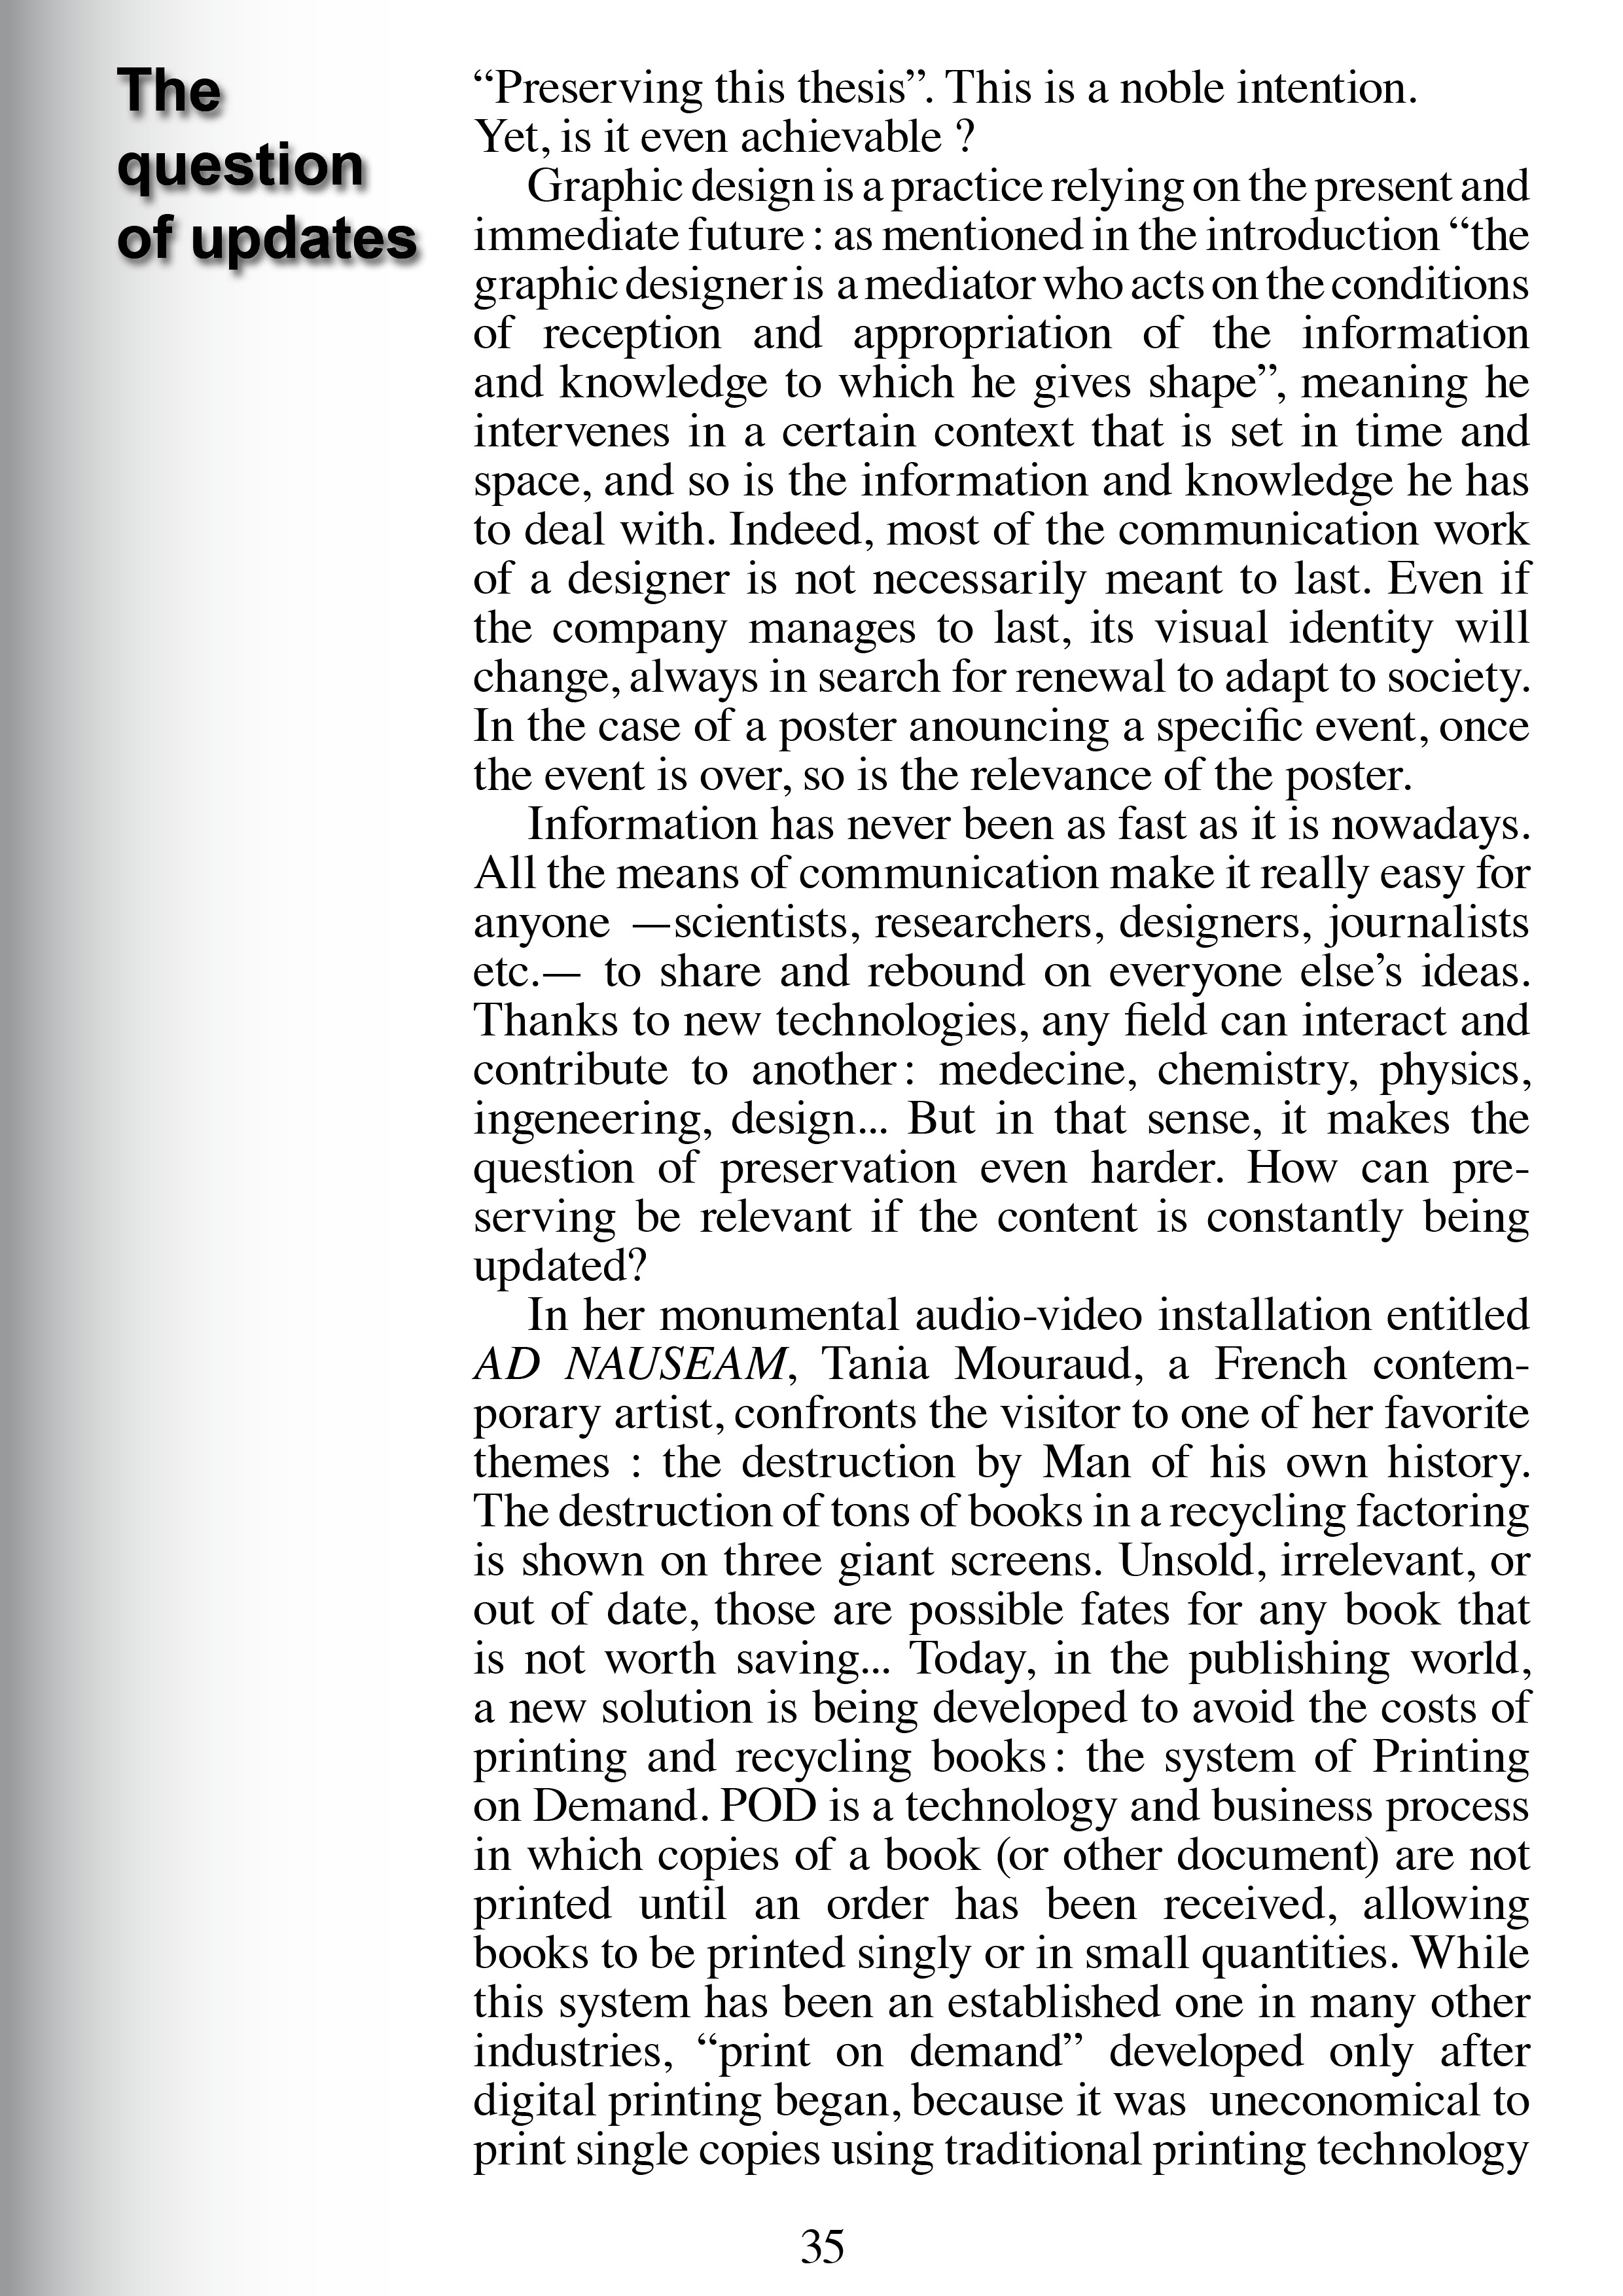 The
question
of updates
“Preserving this thesis”. This is a noble intention.
Yet, is it even achievable ?
Graphic design is a practice relying on the present and
immediate future : as mentioned in the introduction “the
graphic designer is a mediator who acts on the conditions
of reception and appropriation of the information
and knowledge to which he gives shape”, meaning he
intervenes in a certain context that is set in time and
space, and so is the information and knowledge he has
to deal with. Indeed, most of the communication work
of a designer is not necessarily meant to last. Even if
the company manages to last, its visual identity will
change, always in search for renewal to adapt to society.
In the case of a poster anouncing a specific event, once
the event is over, so is the relevance of the poster.
Information has never been as fast as it is nowadays.
All the means of communication make it really easy for
anyone —scientists, researchers, designers, journalists
etc.— to share and rebound on everyone else’s ideas.
Thanks to new technologies, any field can interact and
contribute to another : medecine, chemistry, physics,
ingeneering, design... But in that sense, it makes the
question of preservation even harder. How can pre-
serving be relevant if the content is constantly being
updated?
In her monumental audio-video installation entitled
AD NAUSEAM, Tania Mouraud, a French contem-
porary artist, confronts the visitor to one of her favorite
themes : the destruction by Man of his own history.
The destruction of tons of books in a recycling factoring
is shown on three giant screens. Unsold, irrelevant, or
out of date, those are possible fates for any book that
is not worth saving... Today, in the publishing world,
a new solution is being developed to avoid the costs of
printing and recycling books : the system of Printing
on Demand. POD is a technology and business process
in which copies of a book (or other document) are not
printed until an order has been received, allowing
books to be printed singly or in small quantities. While
this system has been an established one in many other
industries, “print on demand” developed only after
digital printing began, because it was uneconomical to
print single copies using traditional printing technology
35